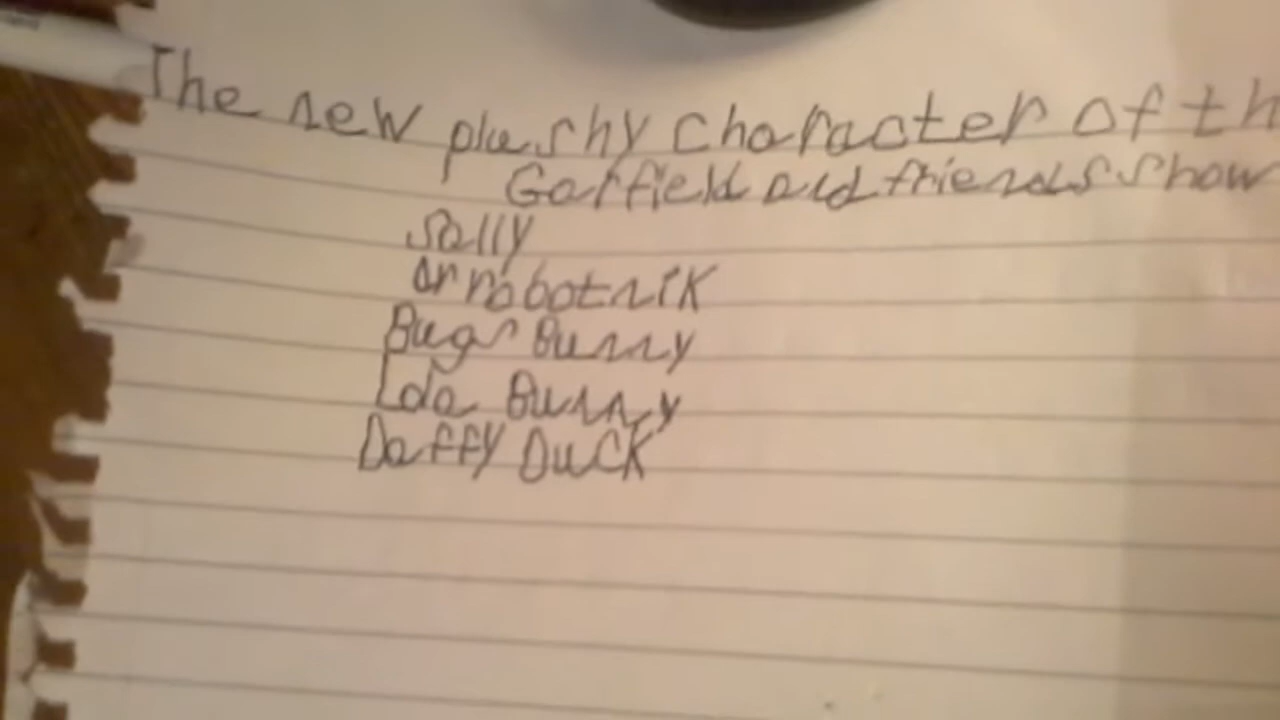 The new plushy character of th
Garfield and friends show
Sally
Dr robotnik
Bugs Bunny
Lola Bunny
Daffy Duck